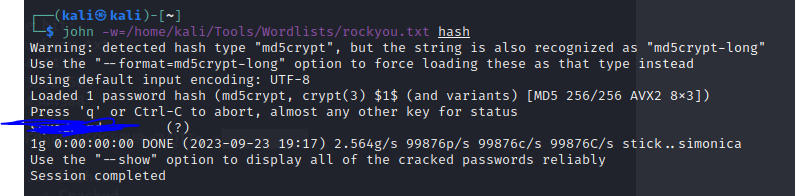 ┌──(kali㉿kali)-[~]
└─$ john -w=/home/kali/Tools/Wordlists/rockyou.txt hash
Warning: detected hash type "md5crypt", but the string is also recognized as "md5crypt-long"
Use the "--format=md5crypt-long" option to force loading these as that type instead
Using default input encoding: UTF-8
Loaded 1 password hash (md5crypt, crypt(3) $1$ (and variants) [MD5 256/256 AVX2 8×3])
Press 'q' or Ctrl-C to abort, almost any other key for status
(?)
1g 0:00:00:00 DONE (2023-09-23 19:17) 2.564g/s 99876p/s 99876c/s 99876C/s stick..simonica
Use the "--show" option to display all of the cracked passwords reliably
Session completed